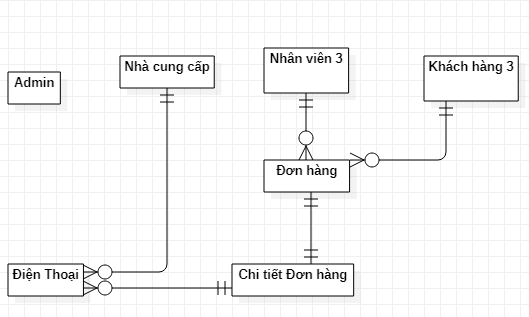 Admin
Nhà cung cấp
Nhân viên 3
Khách hàng 3
Đơn hàng
Điện Thoại
Chi tiết Đơn hàng